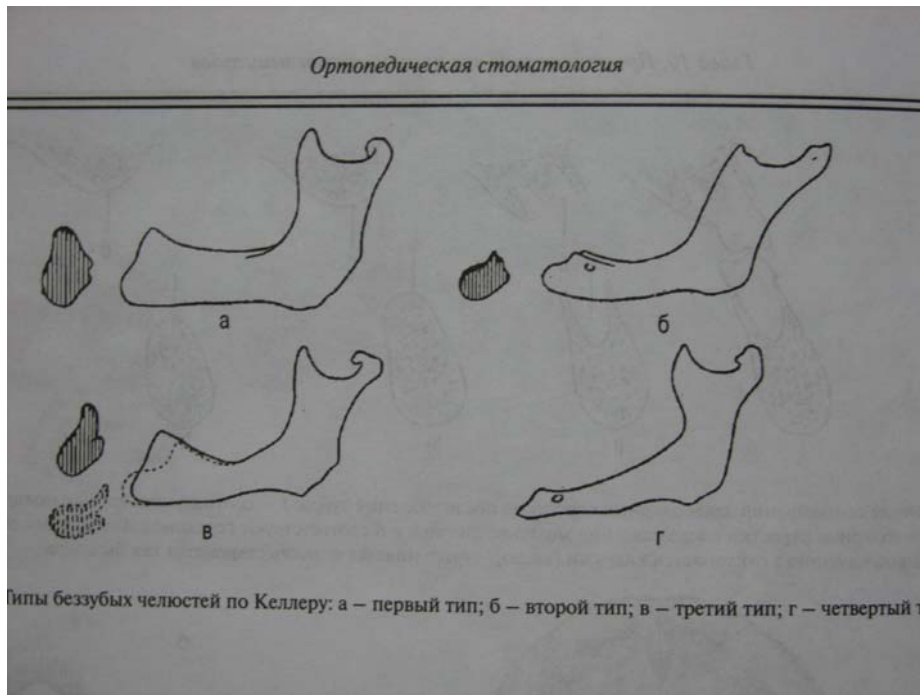 Ортопедическая стоматология
а
б
в
г
Типы беззубых челюстей по Келлеру: а – первый тип; б – второй тип; в – третий тип; г – четвертый т